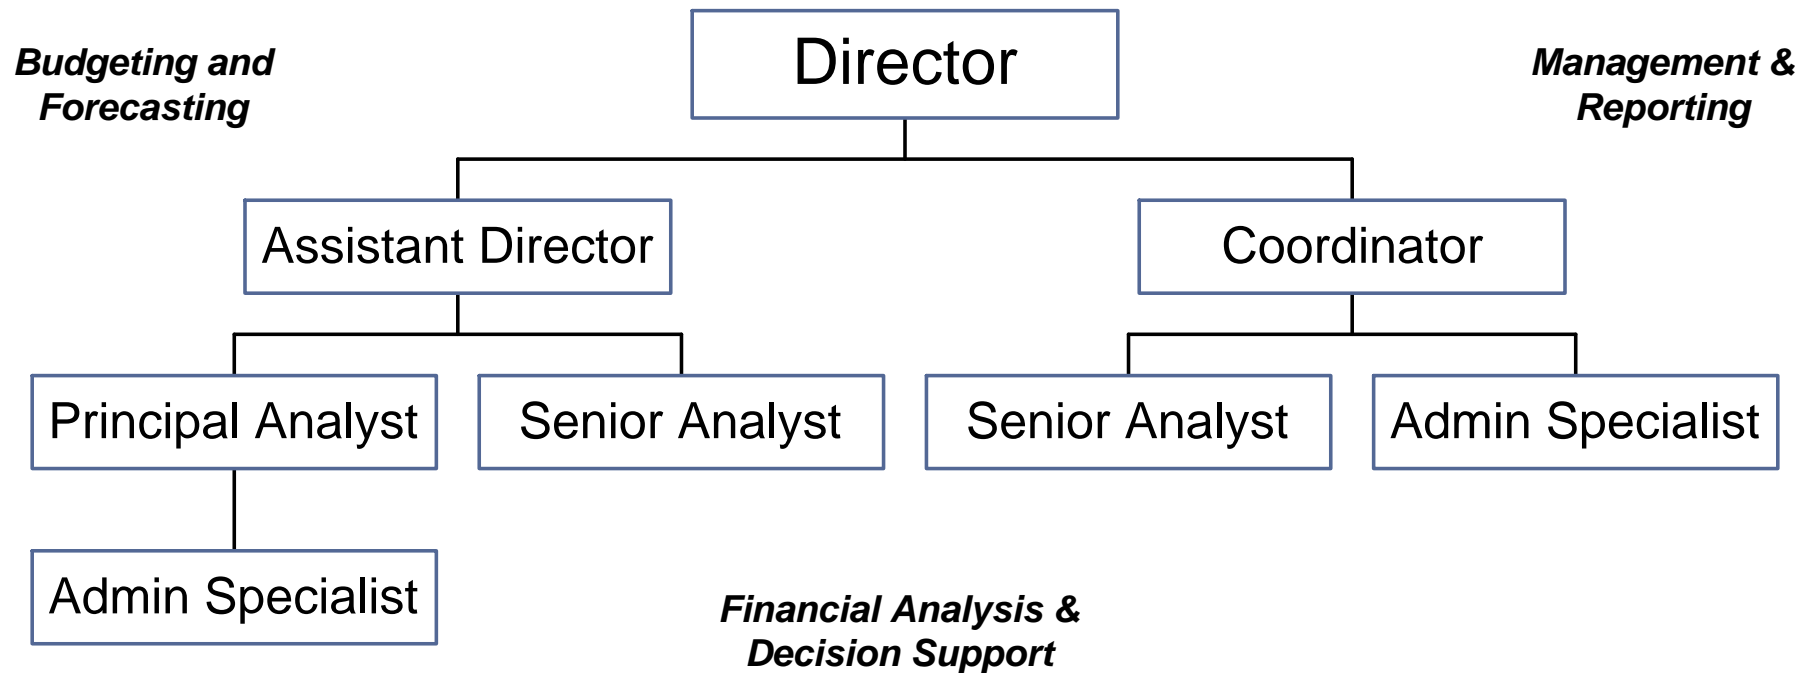 Director
Budgeting and
Forecasting
Management &
Reporting
Assistant Director
Coordinator
Principal Analyst
Senior Analyst
Senior Analyst
Admin Specialist
Admin Specialist
Financial Analysis &
Decision Support